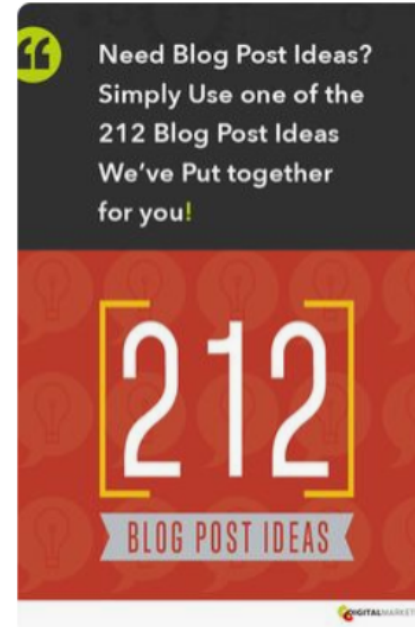 Need Blog Post Ideas?
Simply Use one of the
212 Blog Post Ideas
We've Put together
for you!
212
BLOG POST IDEAS
DIGITALMARKET